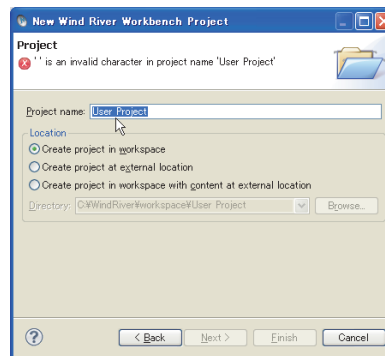 New Wind River Workbench Project
Project
' ' is an invalid character in project name 'User Project'
Project name: User Project
Location
Create project in workspace
Create project at external location
Create project in workspace with content at external location
Directory: C:¥WindRiver¥workspace¥User Project Browse...
? < Back Next > Finish Cancel